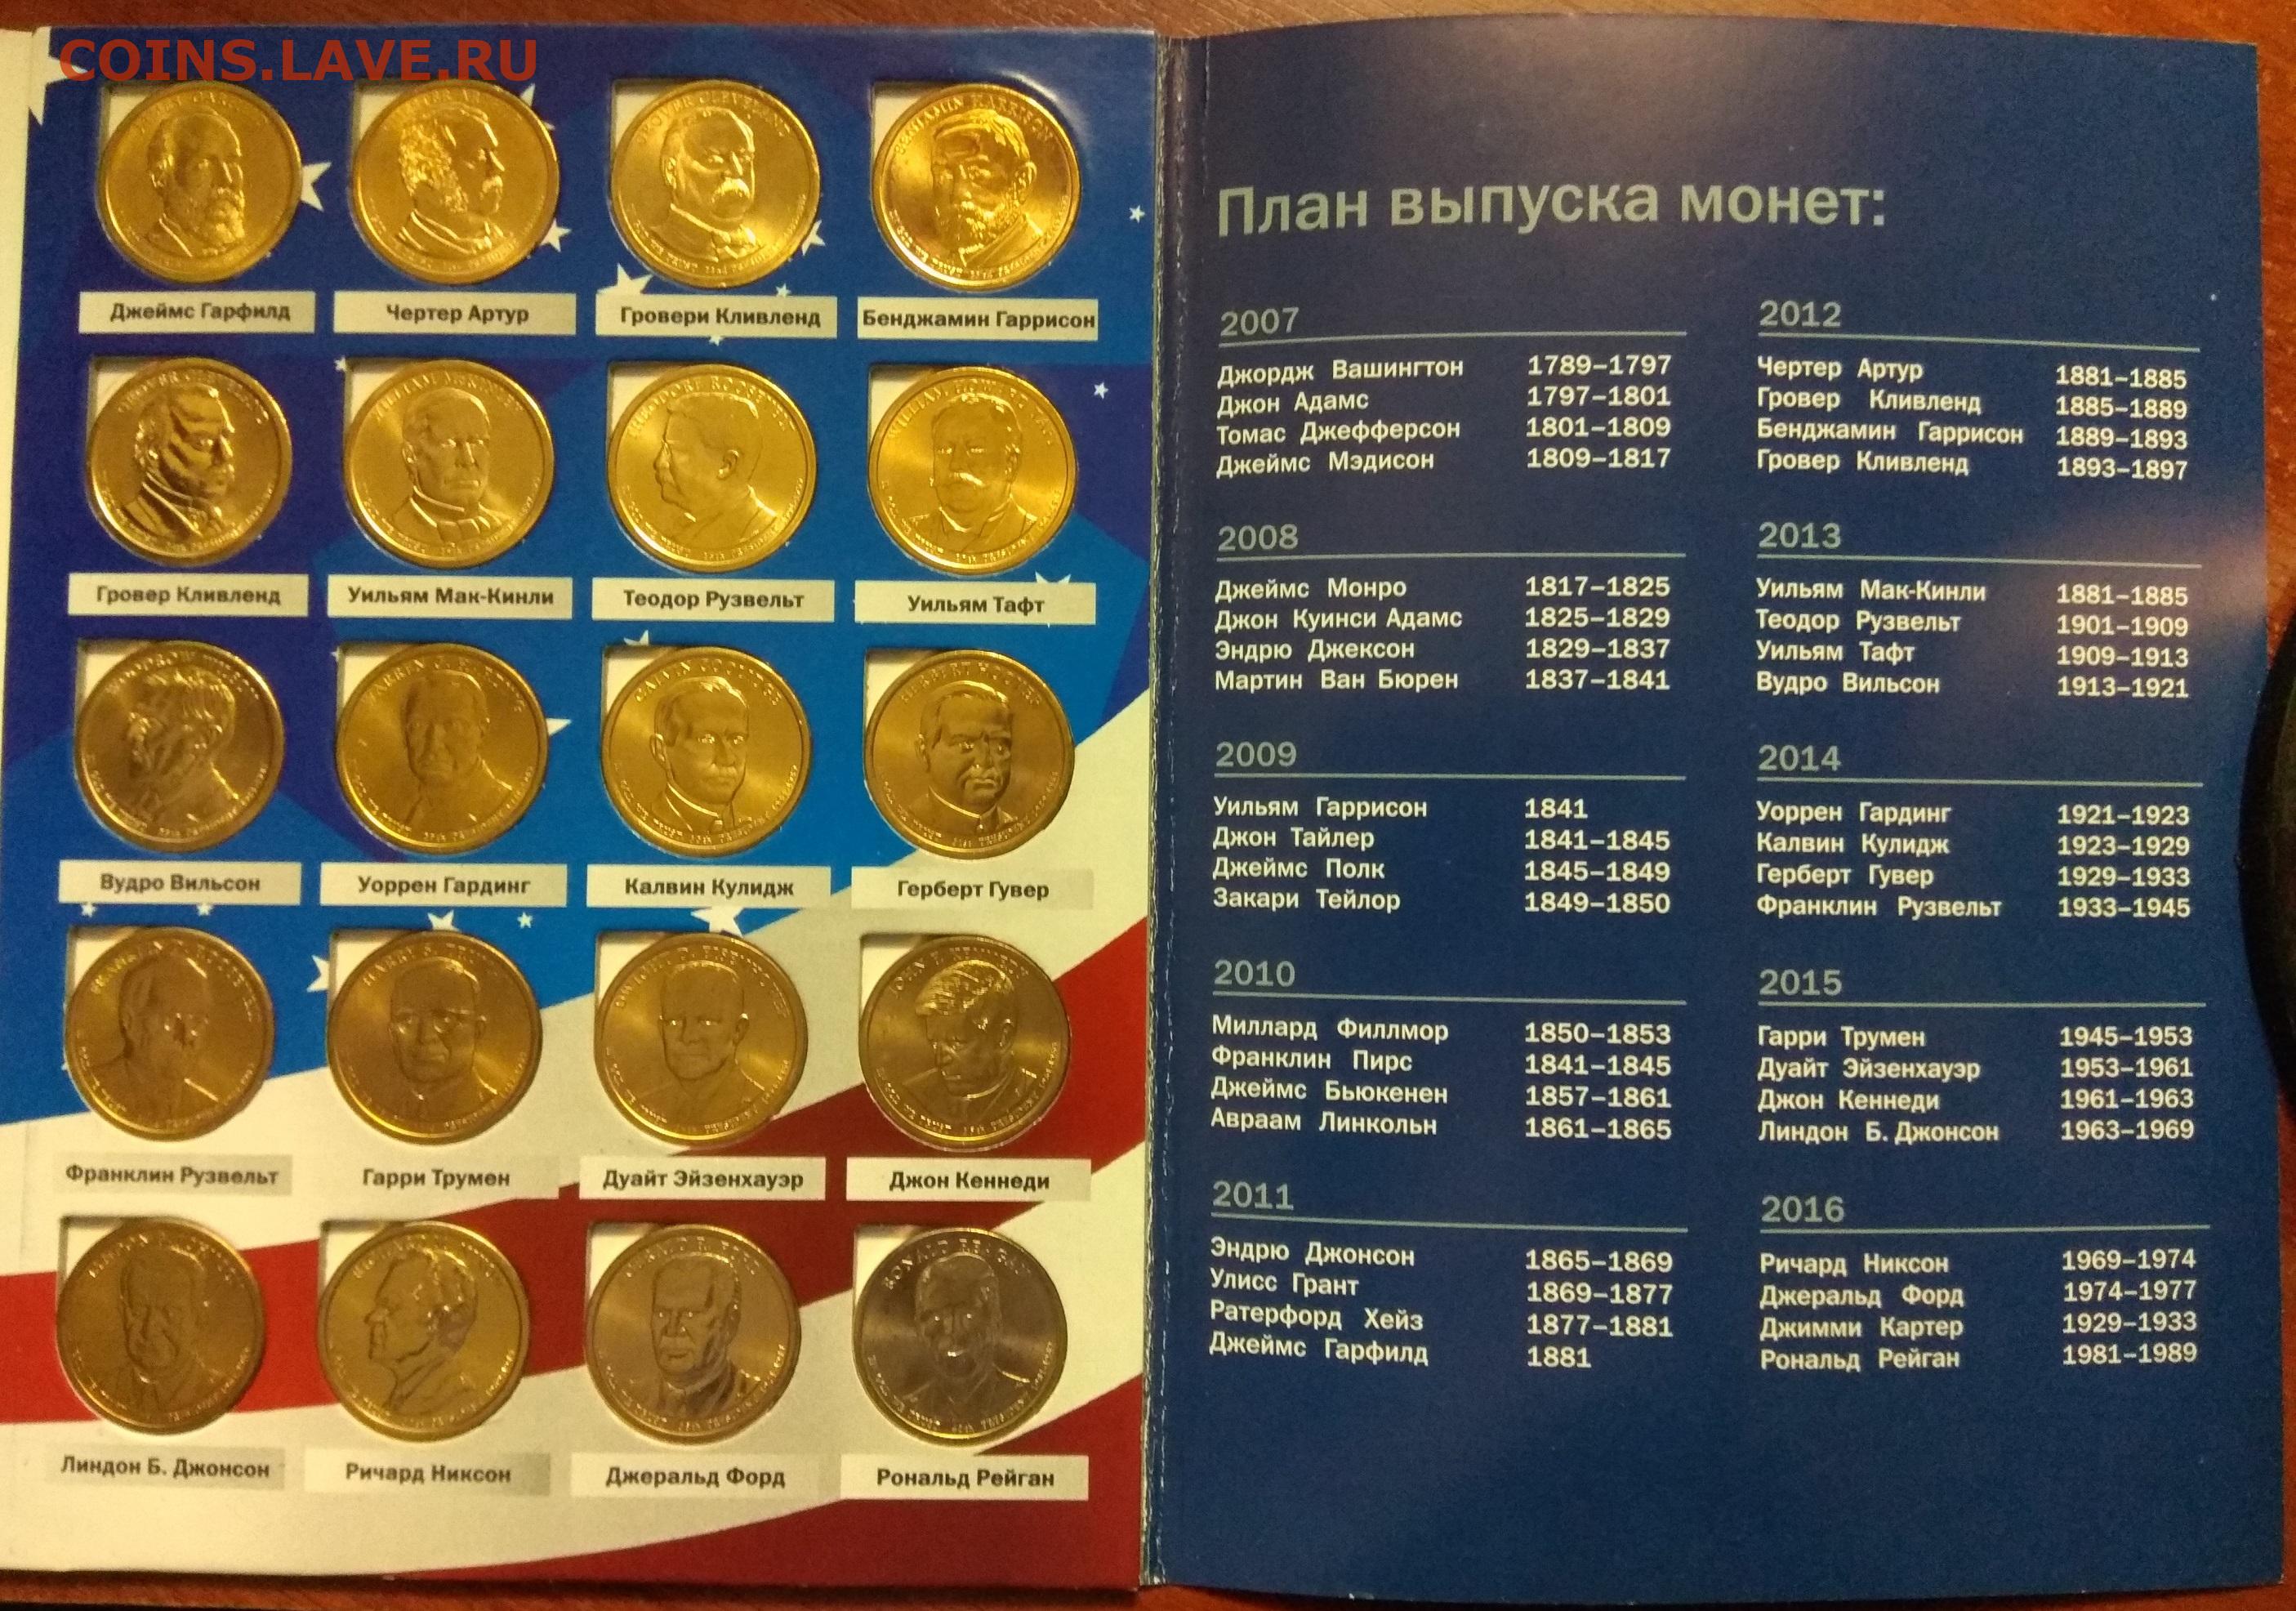 COINS.LAVE.RU
Джеймс Гарфилд
Чертер Артур
Гровери Кливленд
Бенджамин Гаррисон
Гровер Кливленд
Уильям Мак-Кинли
Теодор Рузвельт
Уильям Тафт
Вудро Вильсон
Уоррен Гардинг
Калвин Кулидж
Герберт Гувер
Франклин Рузвельт
Гарри Трумен
Дуайт Эйзенхауэр
Джон Кеннеди
Линдон Б. Джонсон
Ричард Никсон
Джеральд Форд
Рональд Рейган
План выпуска монет:
2007
Джордж Вашингтон 1789–1797
Джон Адамс 1797–1801
Томас Джефферсон 1801–1809
Джеймс Мэдисон 1809–1817
2008
Джеймс Монро 1817–1825
Джон Куинси Адамс 1825–1829
Эндрю Джексон 1829–1837
Мартин Ван Бюрен 1837–1841
2009
Уильям Гаррисон 1841
Джон Тайлер 1841–1845
Джеймс Полк 1845–1849
Закари Тейлор 1849–1850
2010
Миллард Филлмор 1850–1853
Франклин Пирс 1841–1845
Джеймс Бьюкенен 1857–1861
Авраам Линкольн 1861–1865
2011
Эндрю Джонсон 1865–1869
Улисс Грант 1869–1877
Ратерфорд Хейз 1877–1881
Джеймс Гарфилд 1881
2012
Чертер Артур 1881–1885
Гровер Кливленд 1885–1889
Бенджамин Гаррисон 1889–1893
Гровер Кливленд 1893–1897
2013
Уильям Мак-Кинли 1881–1885
Теодор Рузвельт 1901–1909
Уильям Тафт 1909–1913
Вудро Вильсон 1913–1921
2014
Уоррен Гардинг 1921–1923
Калвин Кулидж 1923–1929
Герберт Гувер 1929–1933
Франклин Рузвельт 1933–1945
2015
Гарри Трумен 1945–1953
Дуайт Эйзенхауэр 1953–1961
Джон Кеннеди 1961–1963
Линдон Б. Джонсон 1963–1969
2016
Ричард Никсон 1969–1974
Джеральд Форд 1974–1977
Джимми Картер 1929–1933
Рональд Рейган 1981–1989